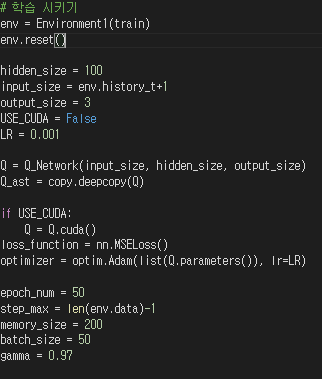 # 학습 시키기
env = Environment1(train)
env.reset()
hidden_size = 100
input_size = env.history_t+1
output_size = 3
USE_CUDA = False
LR = 0.001
Q = Q_Network(input_size, hidden_size, output_size)
Q_ast = copy.deepcopy(Q)
if USE_CUDA:
    Q = Q.cuda()
loss_function = nn.MSELoss()
optimizer = optim.Adam(list(Q.parameters()), lr=LR)
epoch_num = 50
step_max = len(env.data)-1
memory_size = 200
batch_size = 50
gamma = 0.97